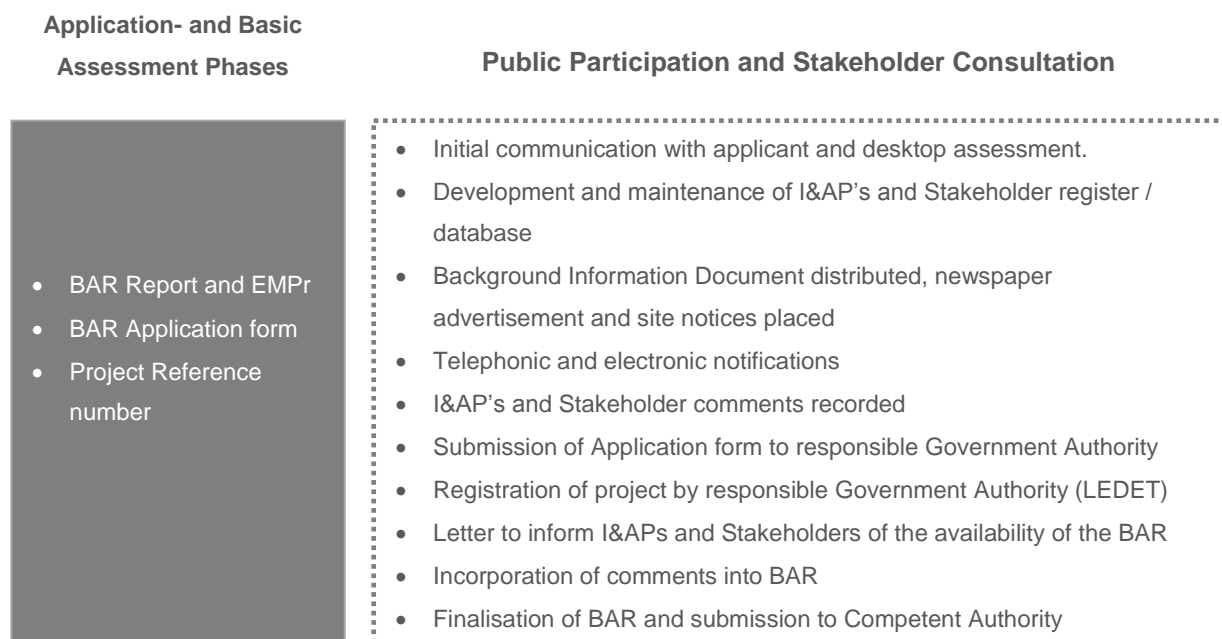 Application- and Basic
Assessment Phases
Public Participation and Stakeholder Consultation
• BAR Report and EMPr
• BAR Application form
• Project Reference
number
• Initial communication with applicant and desktop assessment.
• Development and maintenance of I&AP’s and Stakeholder register /
database
• Background Information Document distributed, newspaper
advertisement and site notices placed
• Telephonic and electronic notifications
• I&AP’s and Stakeholder comments recorded
• Submission of Application form to responsible Government Authority
• Registration of project by responsible Government Authority (LEDET)
• Letter to inform I&APs and Stakeholders of the availability of the BAR
• Incorporation of comments into BAR
• Finalisation of BAR and submission to Competent Authority